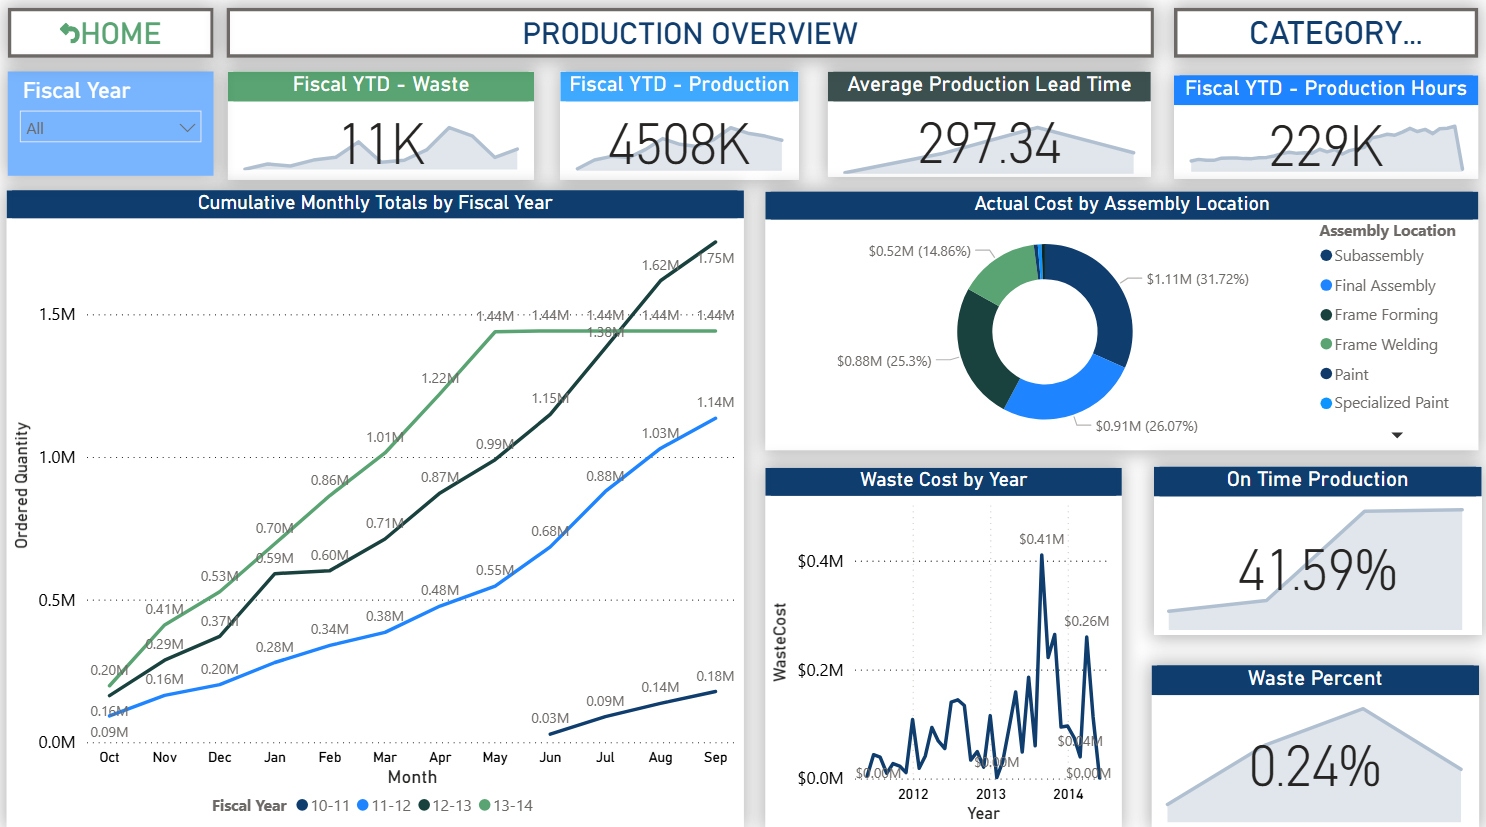 HOME
PRODUCTION OVERVIEW
CATEGORY...
Fiscal Year
All
Fiscal YTD - Waste
11K
Fiscal YTD - Production
4508K
Average Production Lead Time
297.34
Fiscal YTD - Production Hours
229K
Cumulative Monthly Totals by Fiscal Year
Ordered Quantity
1.5M
1.0M
0.5M
0.0M
0.20M
0.41M
0.53M
0.70M
0.86M
1.01M
1.22M
1.44M
1.44M
1.44M
1.44M
1.44M
0.16M
0.29M
0.37M
0.59M
0.60M
0.71M
0.87M
0.99M
1.15M
1.38M
1.62M
1.75M
0.09M
0.16M
0.20M
0.28M
0.34M
0.38M
0.48M
0.55M
0.68M
0.88M
1.03M
1.14M
0.03M
0.09M
0.14M
0.18M
Oct Nov Dec Jan Feb Mar Apr May Jun Jul Aug Sep
Month
Fiscal Year 10-11 11-12 12-13 13-14
Actual Cost by Assembly Location
$0.52M (14.86%)
$1.11M (31.72%)
$0.88M (25.3%)
$0.91M (26.07%)
Assembly Location
Subassembly
Final Assembly
Frame Forming
Frame Welding
Paint
Specialized Paint
Waste Cost by Year
WasteCost
$0.4M
$0.2M
$0.0M
$0.41M
$0.26M
$0.04M
$0.00M
$0.00M
$0.00M
2012 2013 2014
Year
On Time Production
41.59%
Waste Percent
0.24%